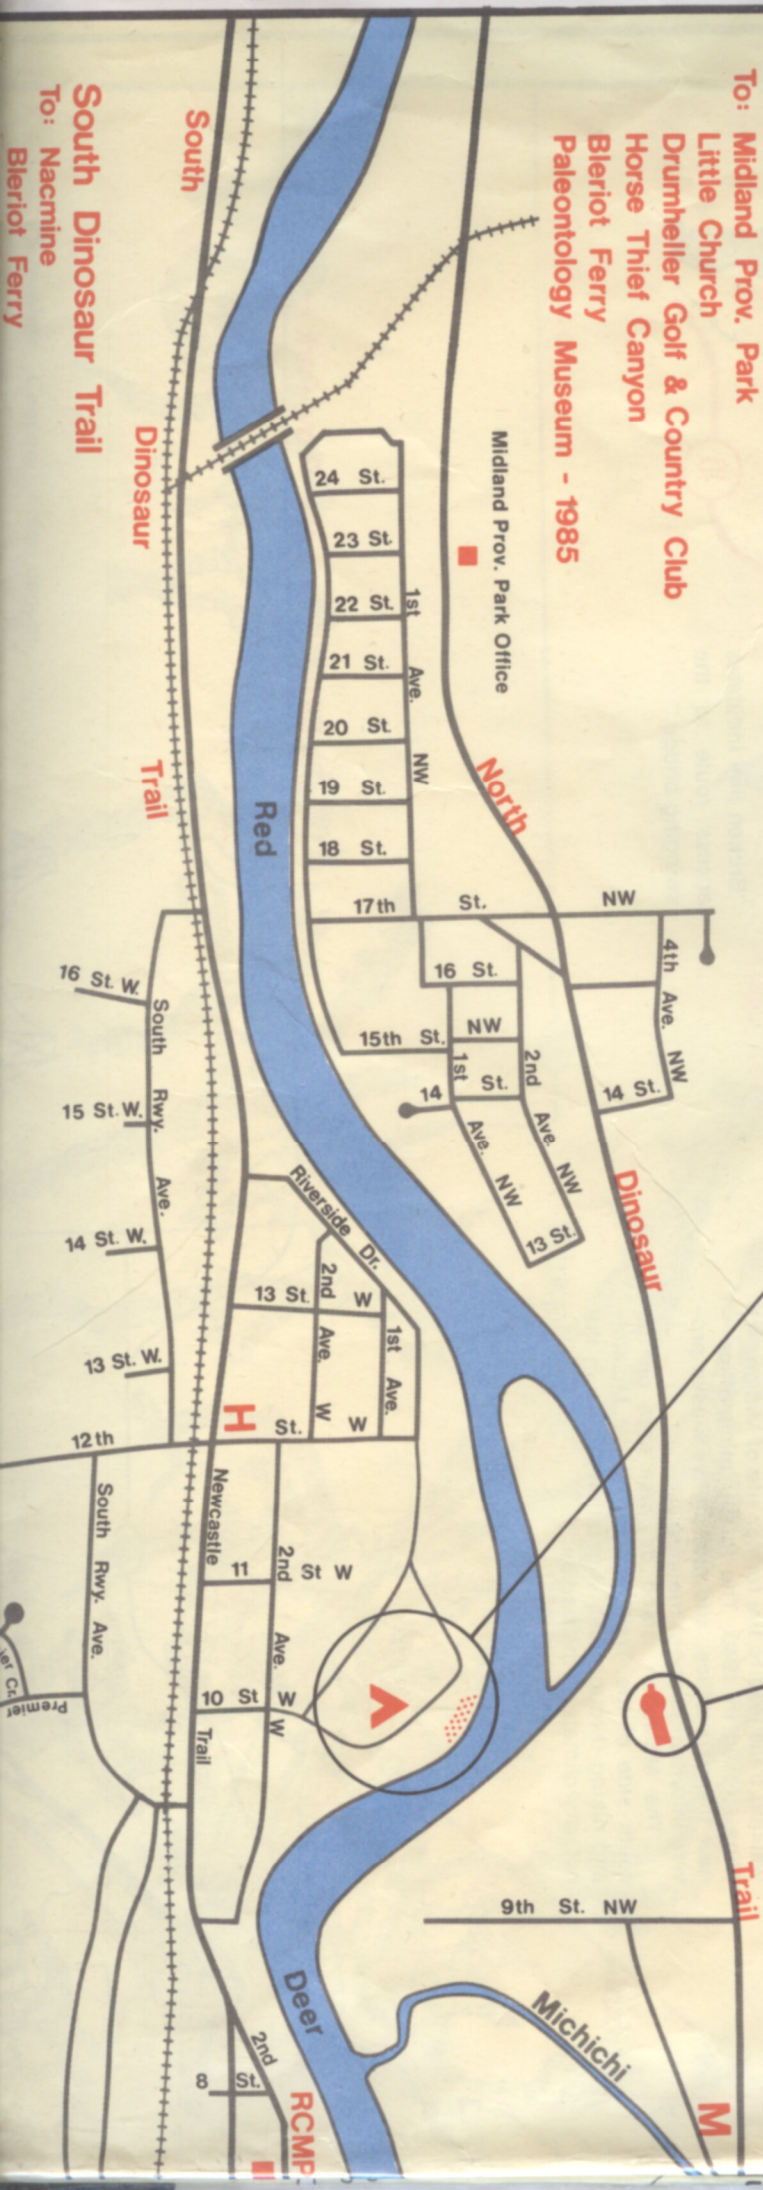 To: Midland Prov. Park
Little Church
Drumheller Golf & Country Club
Horse Thief Canyon
Bleriot Ferry
Paleontology Museum - 1985
South Dinosaur Trail
To: Nacmine
Bleriot Ferry
South
Dinosaur
Trail
Midland Prov. Park Office
North
Dinosaur
Trail
24 St.
23 St.
22 St.
21 St.
20 St.
19 St.
18 St.
1st Ave. NW
17th St. NW
4th Ave. NW
16 St.
NW
15th St.
14 St.
14 St.
1st Ave. NW
2nd Ave. NW
13 St.
Red
Deer
16 St. W.
15 St. W.
14 St. W.
13 St. W.
South Rwy. Ave.
Riverside Dr.
13 St. W
2nd Ave. W
1st Ave.
H
12th St. W
Newcastle Trail
11 St W
2nd Ave. W
10 St W
South Rwy. Ave.
Premier
ier Cr.
9th St. NW
Michichi
M
2nd
8 St.
RCMP